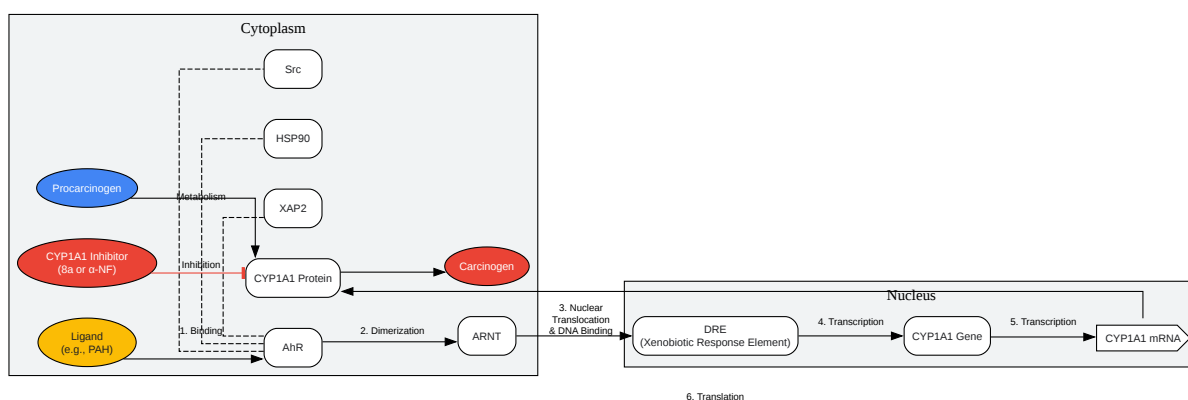 Cytoplasm
Src
HSP90
Procarcinogen
Metabolism
XAP2
CYP1A1 Inhibitor
(8a or α-NF)
Inhibition
CYP1A1 Protein
Carcinogen
Nucleus
Ligand
(e.g., PAH)
1. Binding
AhR
2. Dimerization
ARNT
3. Nuclear
Translocation
& DNA Binding
DRE
(Xenobiotic Response Element)
4. Transcription
CYP1A1 Gene
5. Transcription
CYP1A1 mRNA
6. Translation